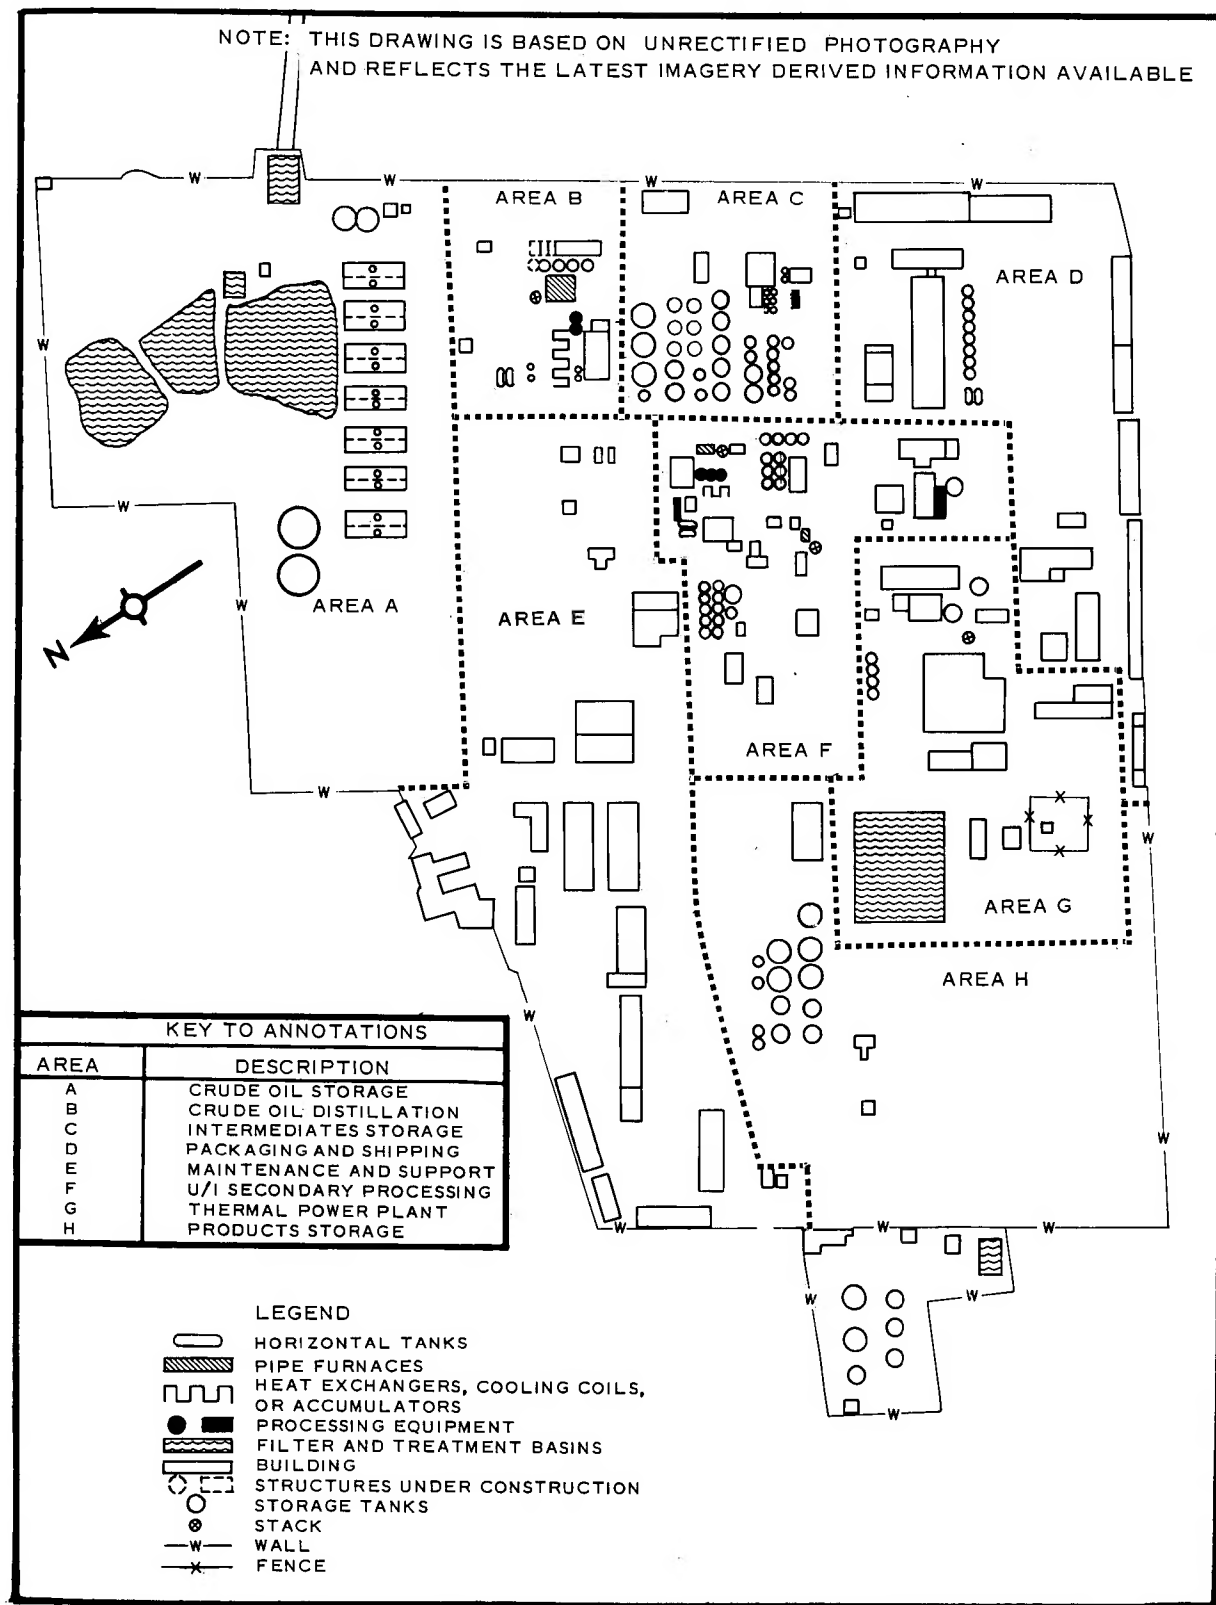 NOTE: THIS DRAWING IS BASED ON UNRECTIFIED PHOTOGRAPHY
AND REFLECTS THE LATEST IMAGERY DERIVED INFORMATION AVAILABLE
W
W
W
W
AREA B
AREA C
AREA D
W
W
W
AREA A
AREA E
N
AREA F
W
W
AREA G
AREA H
W
W
W
W
W
W
W
W
KEY TO ANNOTATIONS
AREA DESCRIPTION
A CRUDE OIL STORAGE
B CRUDE OIL DISTILLATION
C INTERMEDIATES STORAGE
D PACKAGING AND SHIPPING
E MAINTENANCE AND SUPPORT
F U/I SECONDARY PROCESSING
G THERMAL POWER PLANT
H PRODUCTS STORAGE
LEGEND
HORIZONTAL TANKS
PIPE FURNACES
HEAT EXCHANGERS, COOLING COILS,
OR ACCUMULATORS
PROCESSING EQUIPMENT
FILTER AND TREATMENT BASINS
BUILDING
STRUCTURES UNDER CONSTRUCTION
STORAGE TANKS
STACK
W WALL
X FENCE